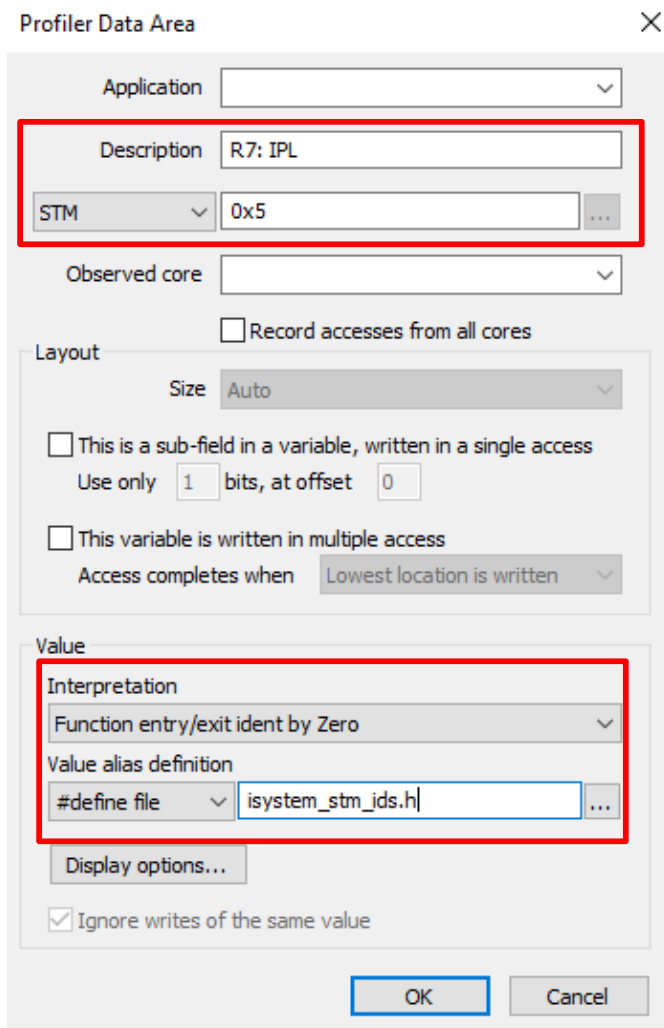 Profiler Data Area
Application
Description R7: IPL
STM 0x5 ...
Observed core
Record accesses from all cores
Layout
Size Auto
This is a sub-field in a variable, written in a single access
Use only 1 bits, at offset 0
This variable is written in multiple access
Access completes when Lowest location is written
Value
Interpretation
Function entry/exit ident by Zero
Value alias definition
#define file isystem_stm_ids.h ...
Display options...
Ignore writes of the same value
OK Cancel